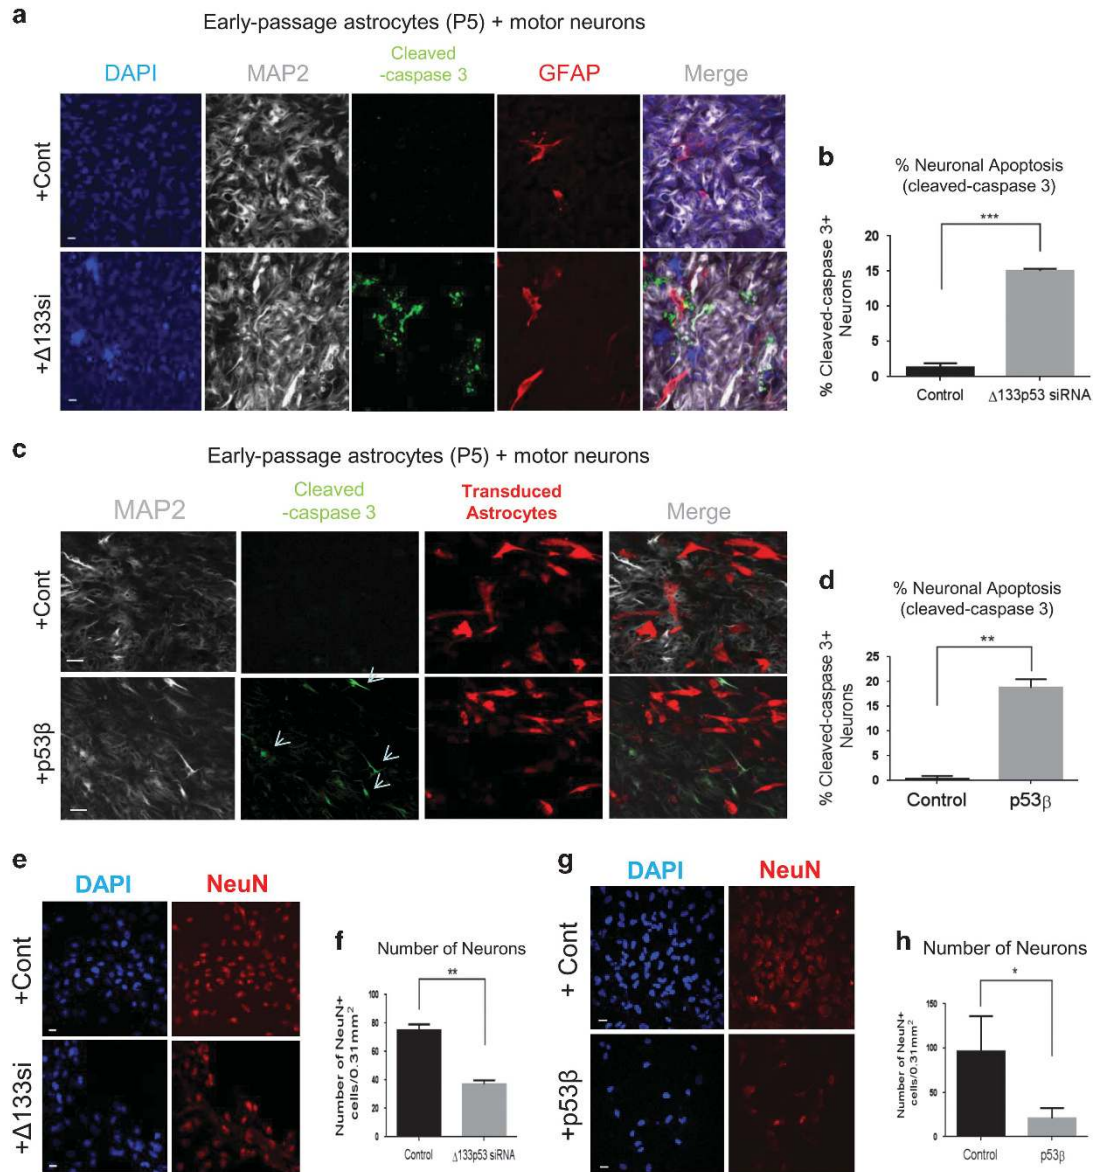 a
Early-passage astrocytes (P5) + motor neurons
DAPI
MAP2
Cleaved
-caspase 3
GFAP
Merge
+Cont
+Δ133si
b
% Neuronal Apoptosis
(cleaved-caspase 3)
% Cleaved-caspase 3+
Neurons
***
20
15
10
5
0
Control
Δ133p53 siRNA
c
Early-passage astrocytes (P5) + motor neurons
MAP2
Cleaved
-caspase 3
Transduced
Astrocytes
Merge
+Cont
+p53β
d
% Neuronal Apoptosis
(cleaved-caspase 3)
% Cleaved-caspase 3+
Neurons
**
25
20
15
10
5
0
Control
p53β
e
DAPI
NeuN
+Cont
+Δ133si
f
Number of Neurons
Number of NeuN+
cells/0.31mm²
**
80
60
40
20
0
100
Control
Δ133p53 siRNA
g
DAPI
NeuN
+ Cont
+p53β
h
Number of Neurons
Number of NeuN+
cells/0.31mm²
*
150
100
50
0
Control
p53β